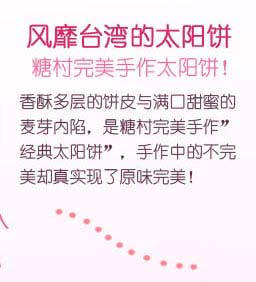 风靡台湾的太阳饼
糖村完美手作太阳饼！
香酥多层的饼皮与满口甜蜜的
麦芽内陷，是糖村完美手作”
经典太阳饼”，手作中的不完
美却真实现了原味完美！